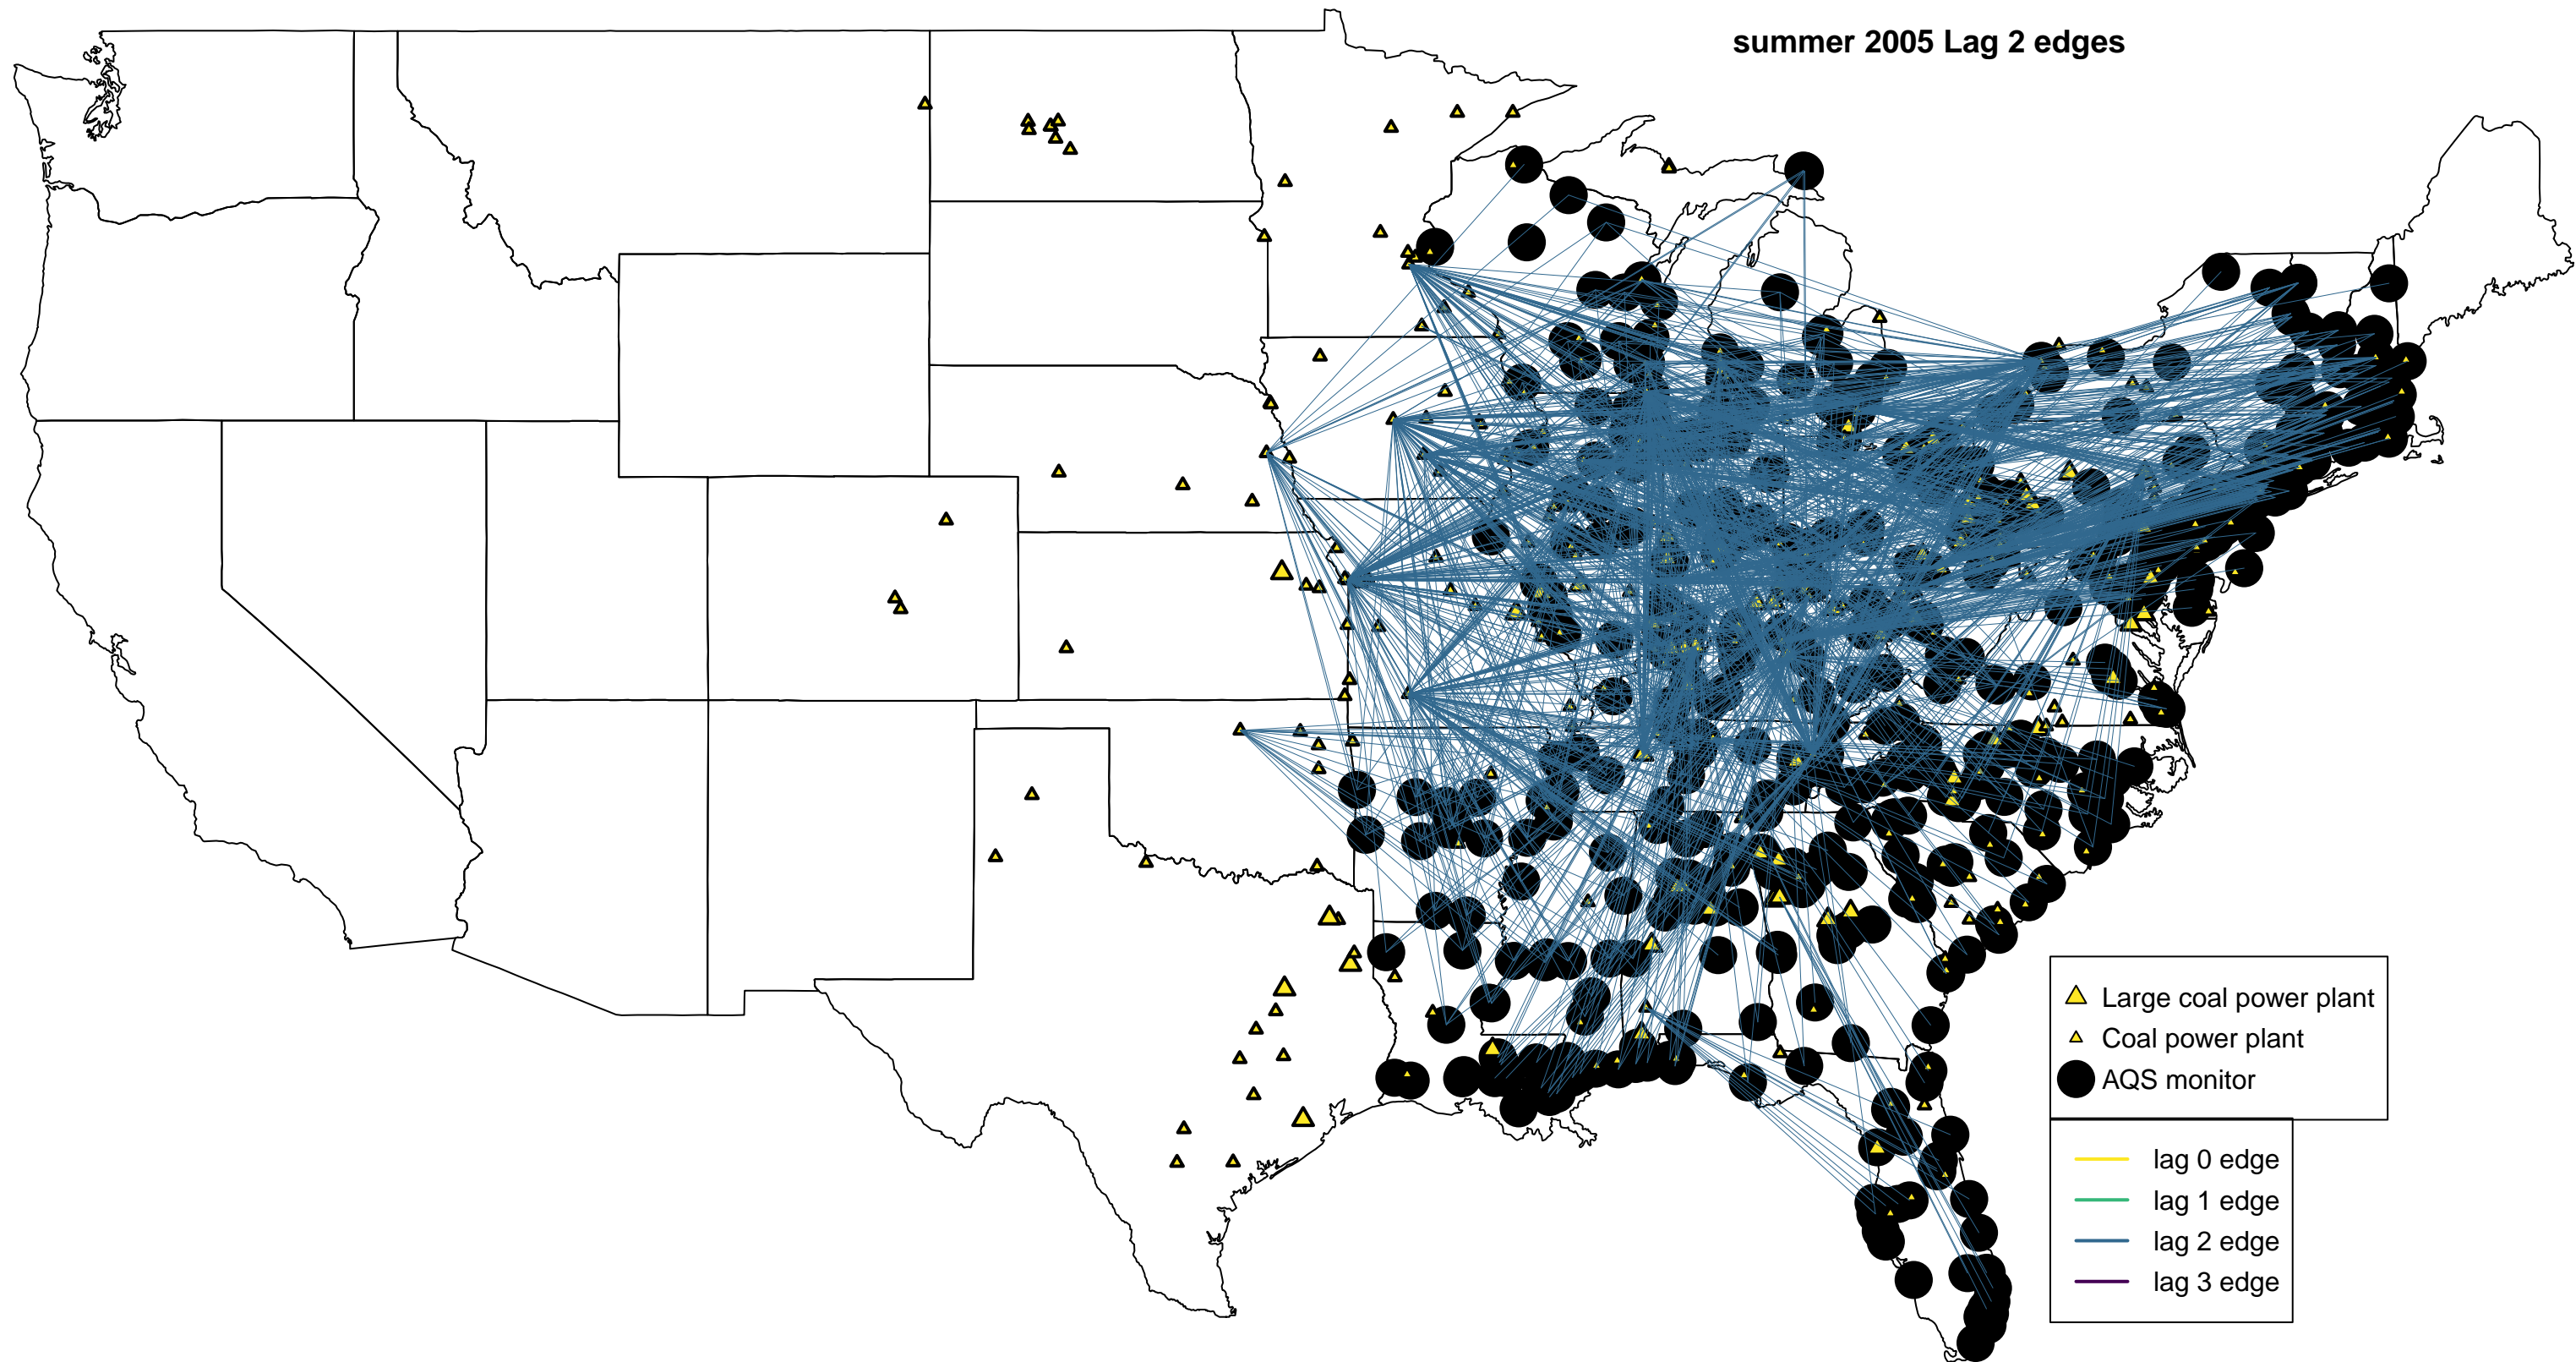 summer 2005 Lag 2 edges
Large coal power plant
Coal power plant
AQS monitor
lag 0 edge
lag 1 edge
lag 2 edge
lag 3 edge